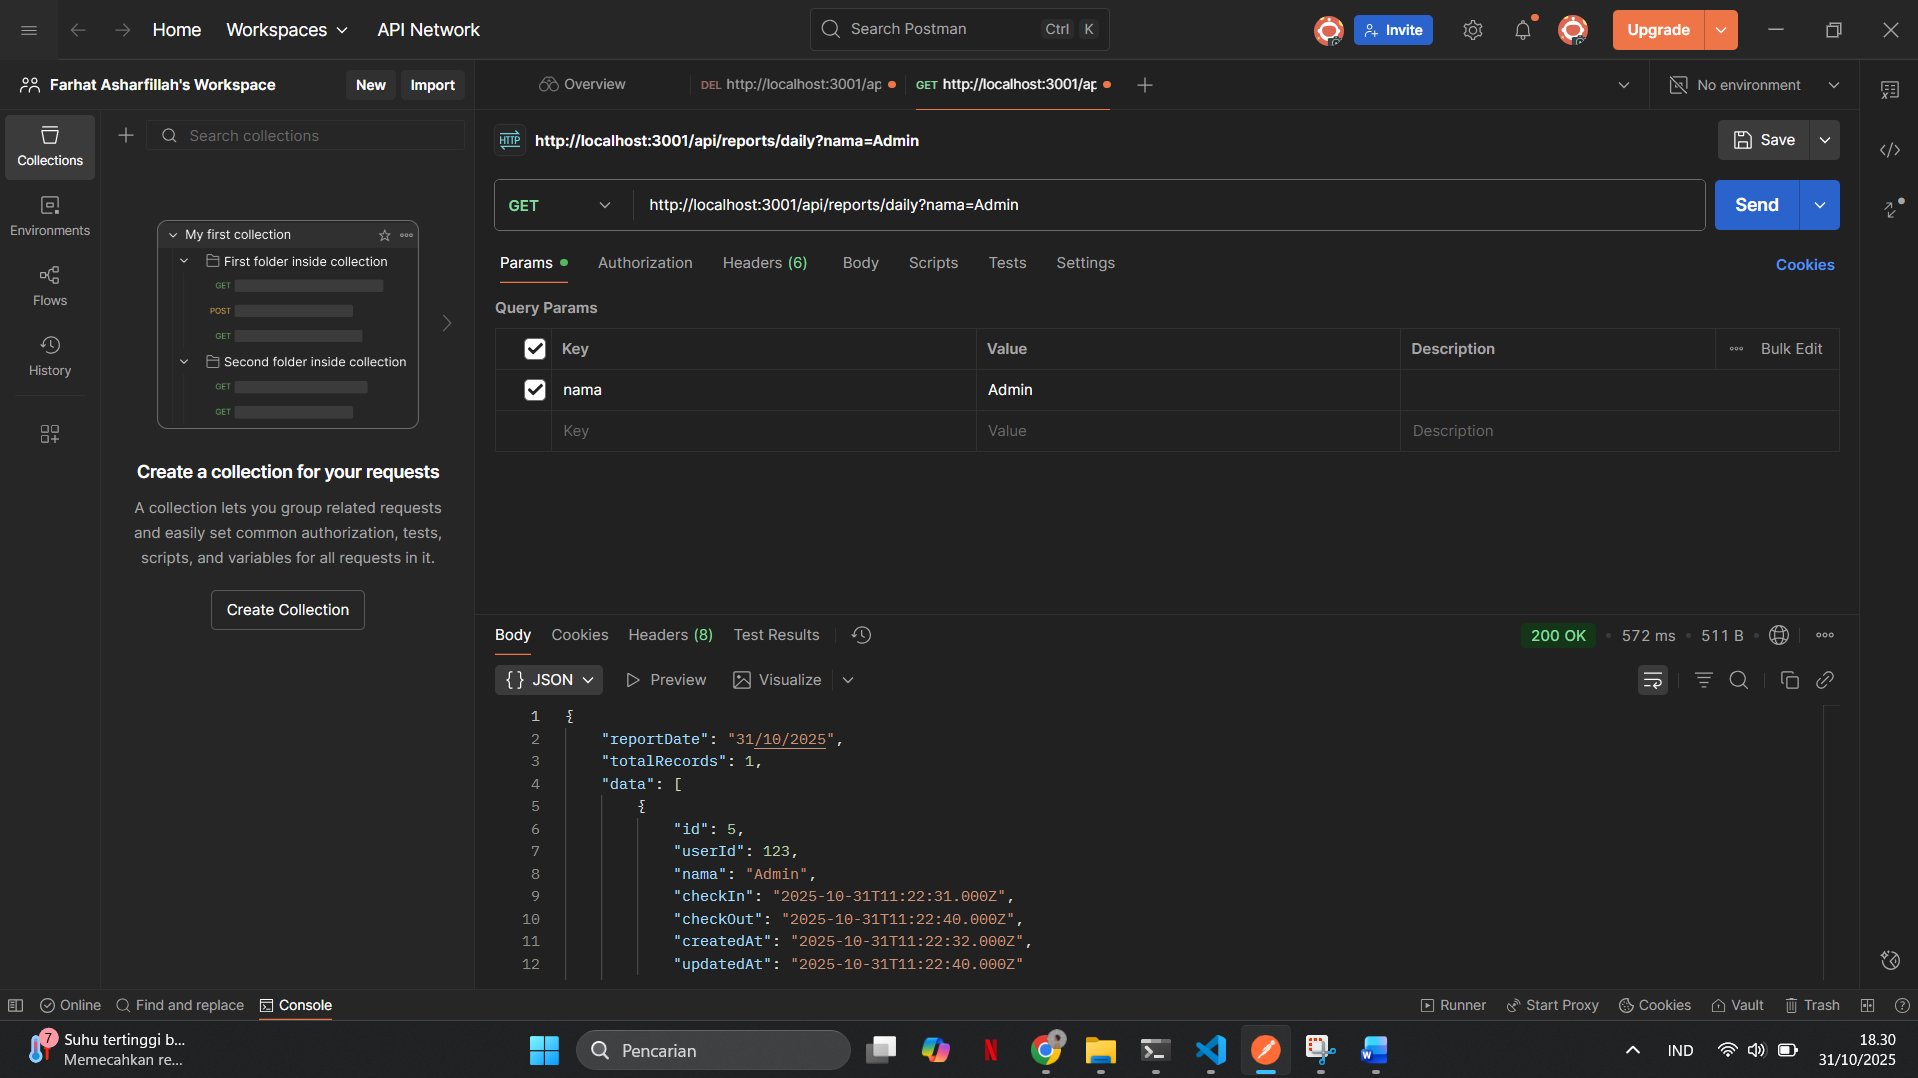 Home
Workspaces
API Network
Search Postman
Ctrl
K
Invite
Upgrade
Farhat Asharfillah's Workspace
New
Import
Overview
DEL http://localhost:3001/ap
GET http://localhost:3001/ap
No environment
Collections
Environments
Flows
History
Search collections
My first collection
First folder inside collection
GET
POST
GET
Second folder inside collection
GET
GET
Create a collection for your requests
A collection lets you group related requests
and easily set common authorization, tests,
scripts, and variables for all requests in it.
Create Collection
HTTP
http://localhost:3001/api/reports/daily?nama=Admin
Save
GET
http://localhost:3001/api/reports/daily?nama=Admin
Send
Params
Authorization
Headers (6)
Body
Scripts
Tests
Settings
Cookies
Query Params
Key
Value
Description
Bulk Edit
nama
Admin
Key
Value
Description
Body
Cookies
Headers (8)
Test Results
200 OK
572 ms
511 B
{} JSON
Preview
Visualize
1 {
2 "reportDate": "31/10/2025",
3 "totalRecords": 1,
4 "data": [
5 {
6 "id": 5,
7 "userId": 123,
8 "nama": "Admin",
9 "checkIn": "2025-10-31T11:22:31.000Z",
10 "checkOut": "2025-10-31T11:22:40.000Z",
11 "createdAt": "2025-10-31T11:22:32.000Z",
12 "updatedAt": "2025-10-31T11:22:40.000Z"
Online
Find and replace
Console
Runner
Start Proxy
Cookies
Vault
Trash
7
Suhu tertinggi b...
Memecahkan re...
Pencarian
IND
18.30
31/10/2025